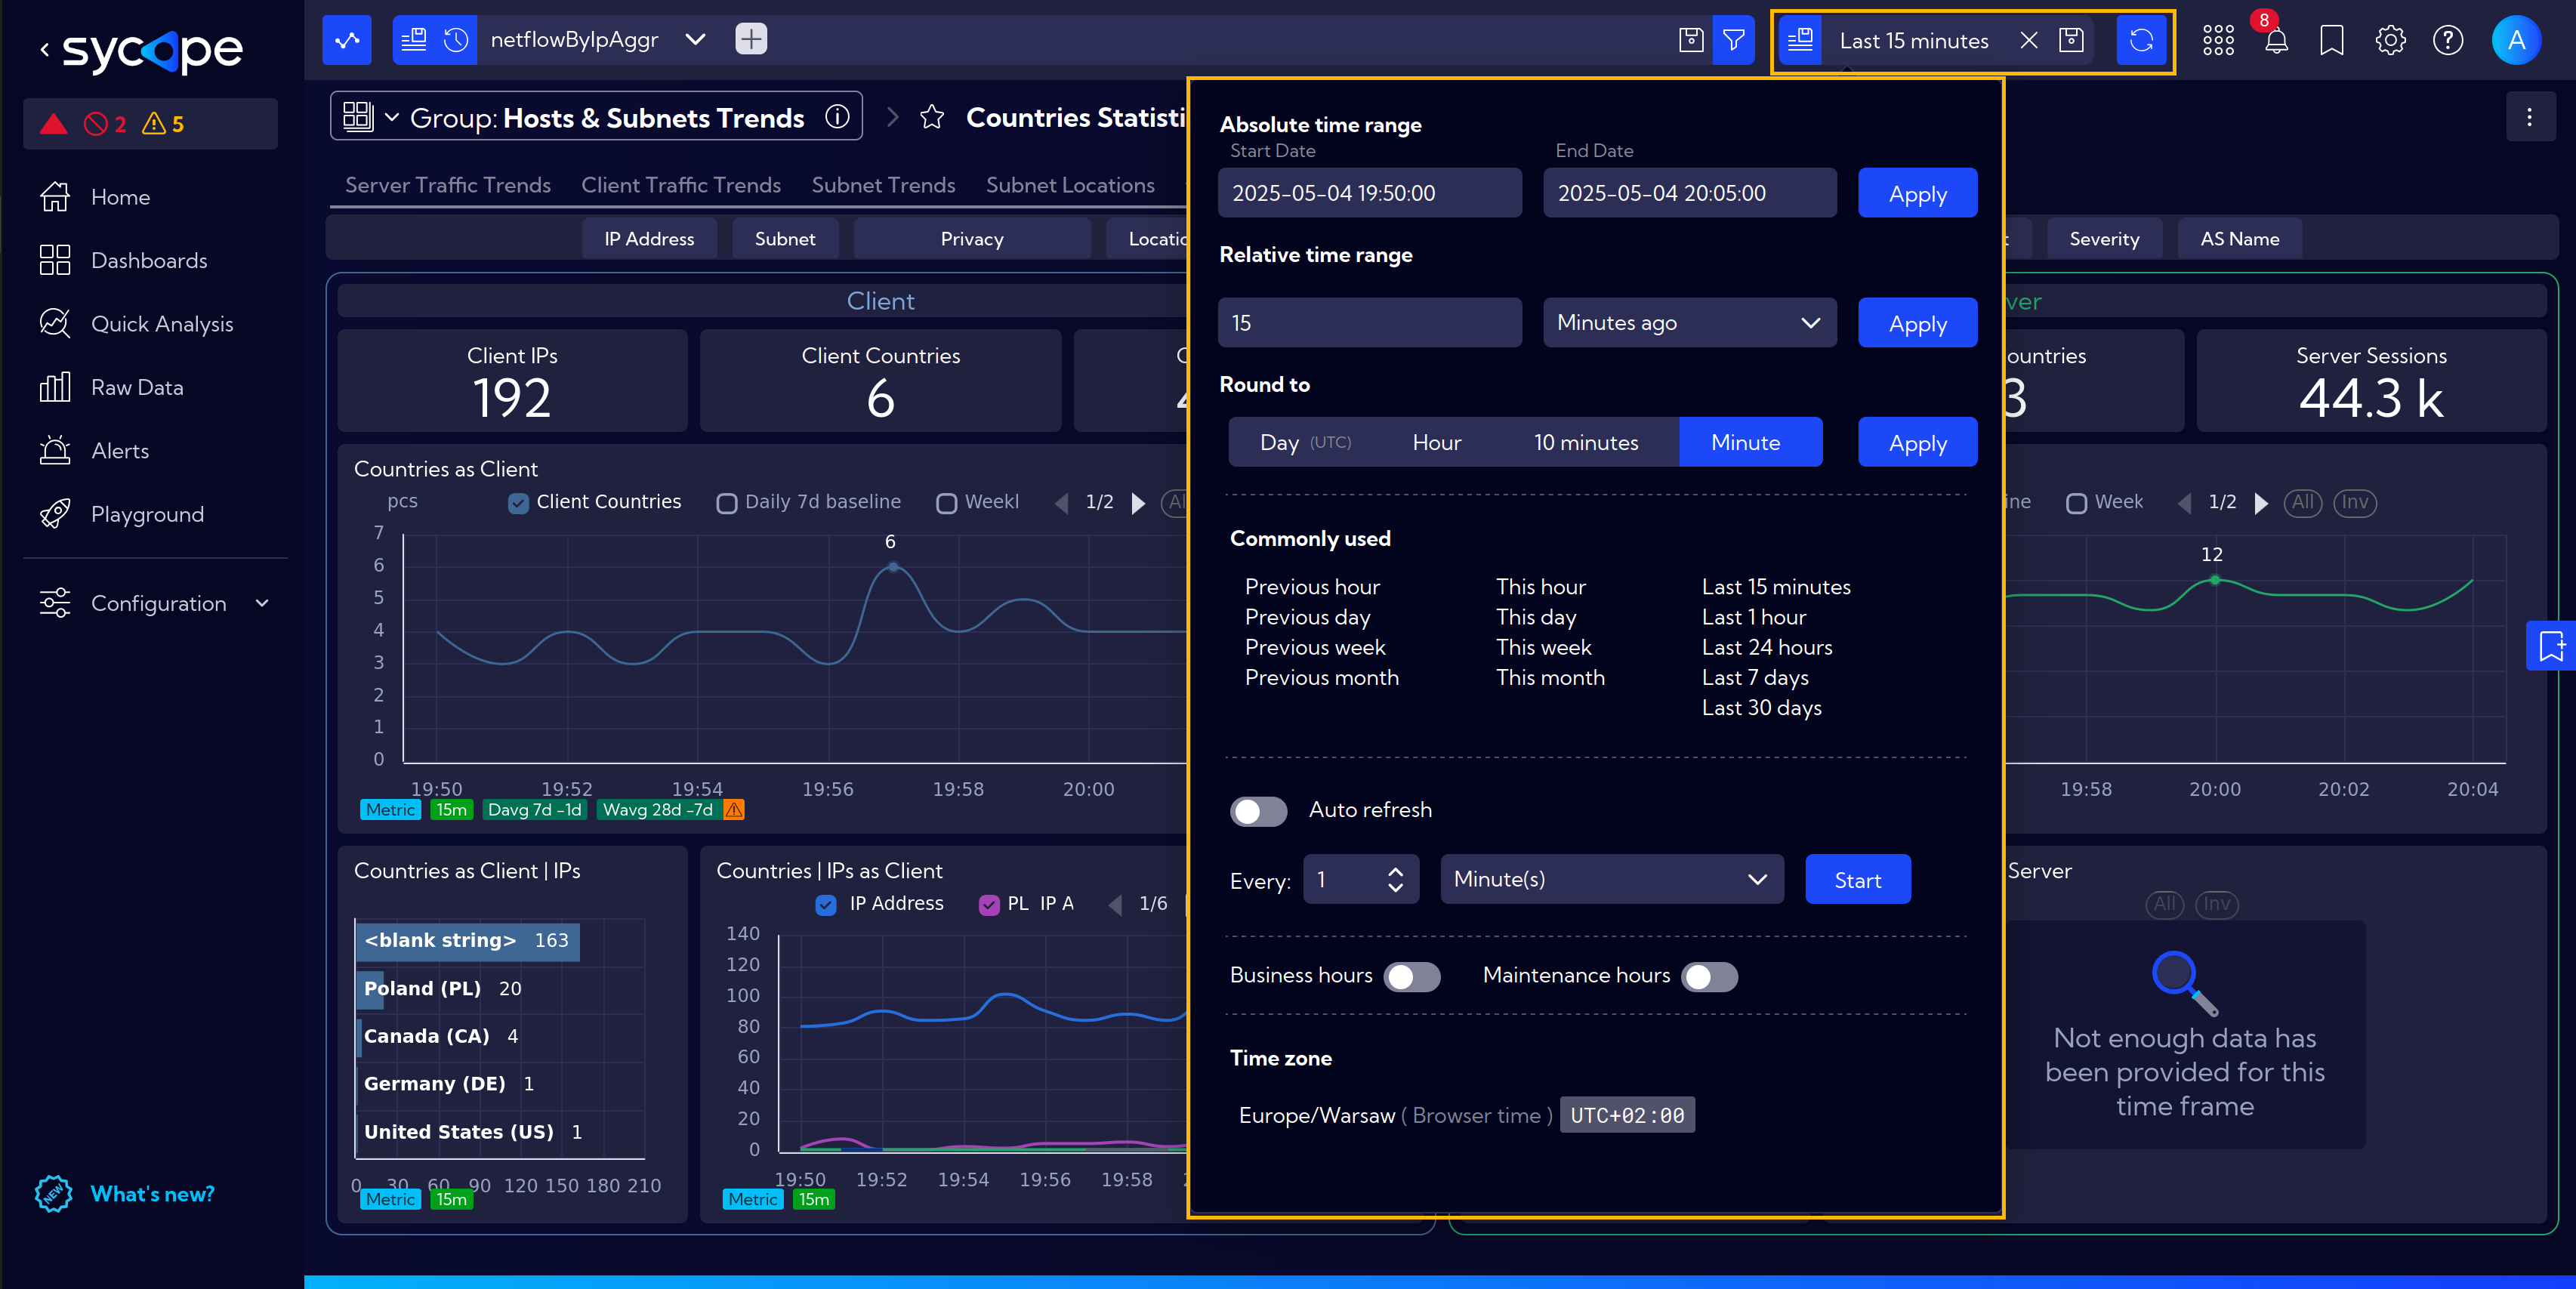 sycope
netflowByIpAggr
Last 15 minutes
8
A
2
5
Home
Dashboards
Quick Analysis
Raw Data
Alerts
Playground
Configuration
NEW
What's new?
Group: Hosts & Subnets Trends
Countries Statisti
Server Traffic Trends
Client Traffic Trends
Subnet Trends
Subnet Locations
IP Address
Subnet
Privacy
Locatio
t
Severity
AS Name
Client
Client IPs
192
Client Countries
6
C
4
Countries as Client
pcs
Client Countries
Daily 7d baseline
Weekl
1/2
Al
7
6
5
4
3
2
1
0
6
19:50
19:52
19:54
19:56
19:58
20:00
Metric
15m
Davg 7d -1d
Wavg 28d -7d
Countries as Client | IPs
<blank string> 163
Poland (PL) 20
Canada (CA) 4
Germany (DE) 1
United States (US) 1
0 30 60 90 120 150 180 210
Metric
15m
Countries | IPs as Client
IP Address
PL IP A
1/6
140
120
100
80
60
40
20
0
19:50
19:52
19:54
19:56
19:58
Metric
15m
Absolute time range
Start Date
End Date
2025-05-04 19:50:00
2025-05-04 20:05:00
Apply
Relative time range
15
Minutes ago
Apply
Round to
Day (UTC)
Hour
10 minutes
Minute
Apply
Commonly used
Previous hour
This hour
Last 15 minutes
Previous day
This day
Last 1 hour
Previous week
This week
Last 24 hours
Previous month
This month
Last 7 days
Last 30 days
Auto refresh
Every:
1
Minute(s)
Start
Business hours
Maintenance hours
Time zone
Europe/Warsaw ( Browser time ) UTC+02:00
ver
ountries
3
Server Sessions
44.3 k
ine
Week
1/2
All
Inv
12
19:58
20:00
20:02
20:04
Server
All
Inv
Not enough data has
been provided for this
time frame